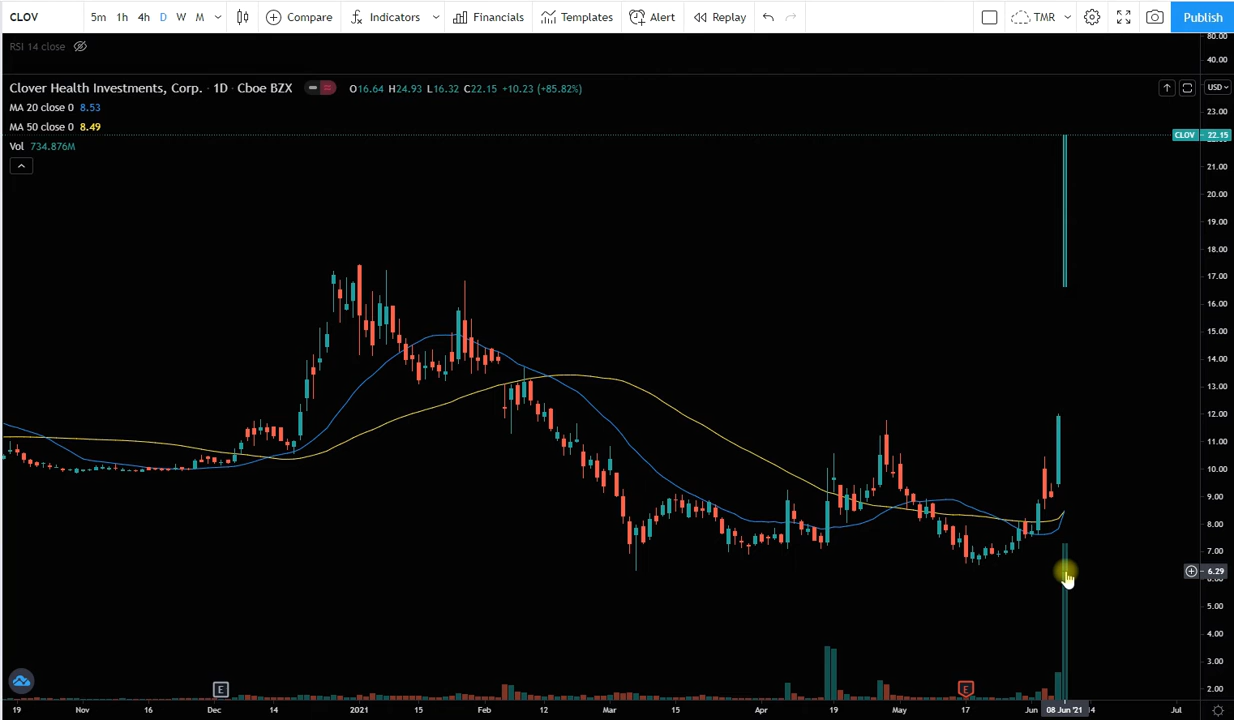 CLOV 5m 1h 4h D W M Compare Indicators Financials Templates Alert Replay TMR Publish
RSI 14 close 80.00
40.00
Clover Health Investments, Corp. · 1D · Cboe BZX O16.64 H24.93 L16.32 C22.15 +10.23 (+85.82%) USD
MA 20 close 0 8.53
23.00
MA 50 close 0 8.49
CLOV 22.15
Vol 734.876M
21.00
20.00
19.00
18.00
17.00
16.00
15.00
14.00
13.00
12.00
11.00
10.00
9.00
8.00
7.00
6.29
5.00
4.00
3.00
E E 2.00
19 Nov 16 Dec 14 2021 15 Feb 12 Mar 15 Apr 19 May 17 Jun 08 Jun '21 Jul